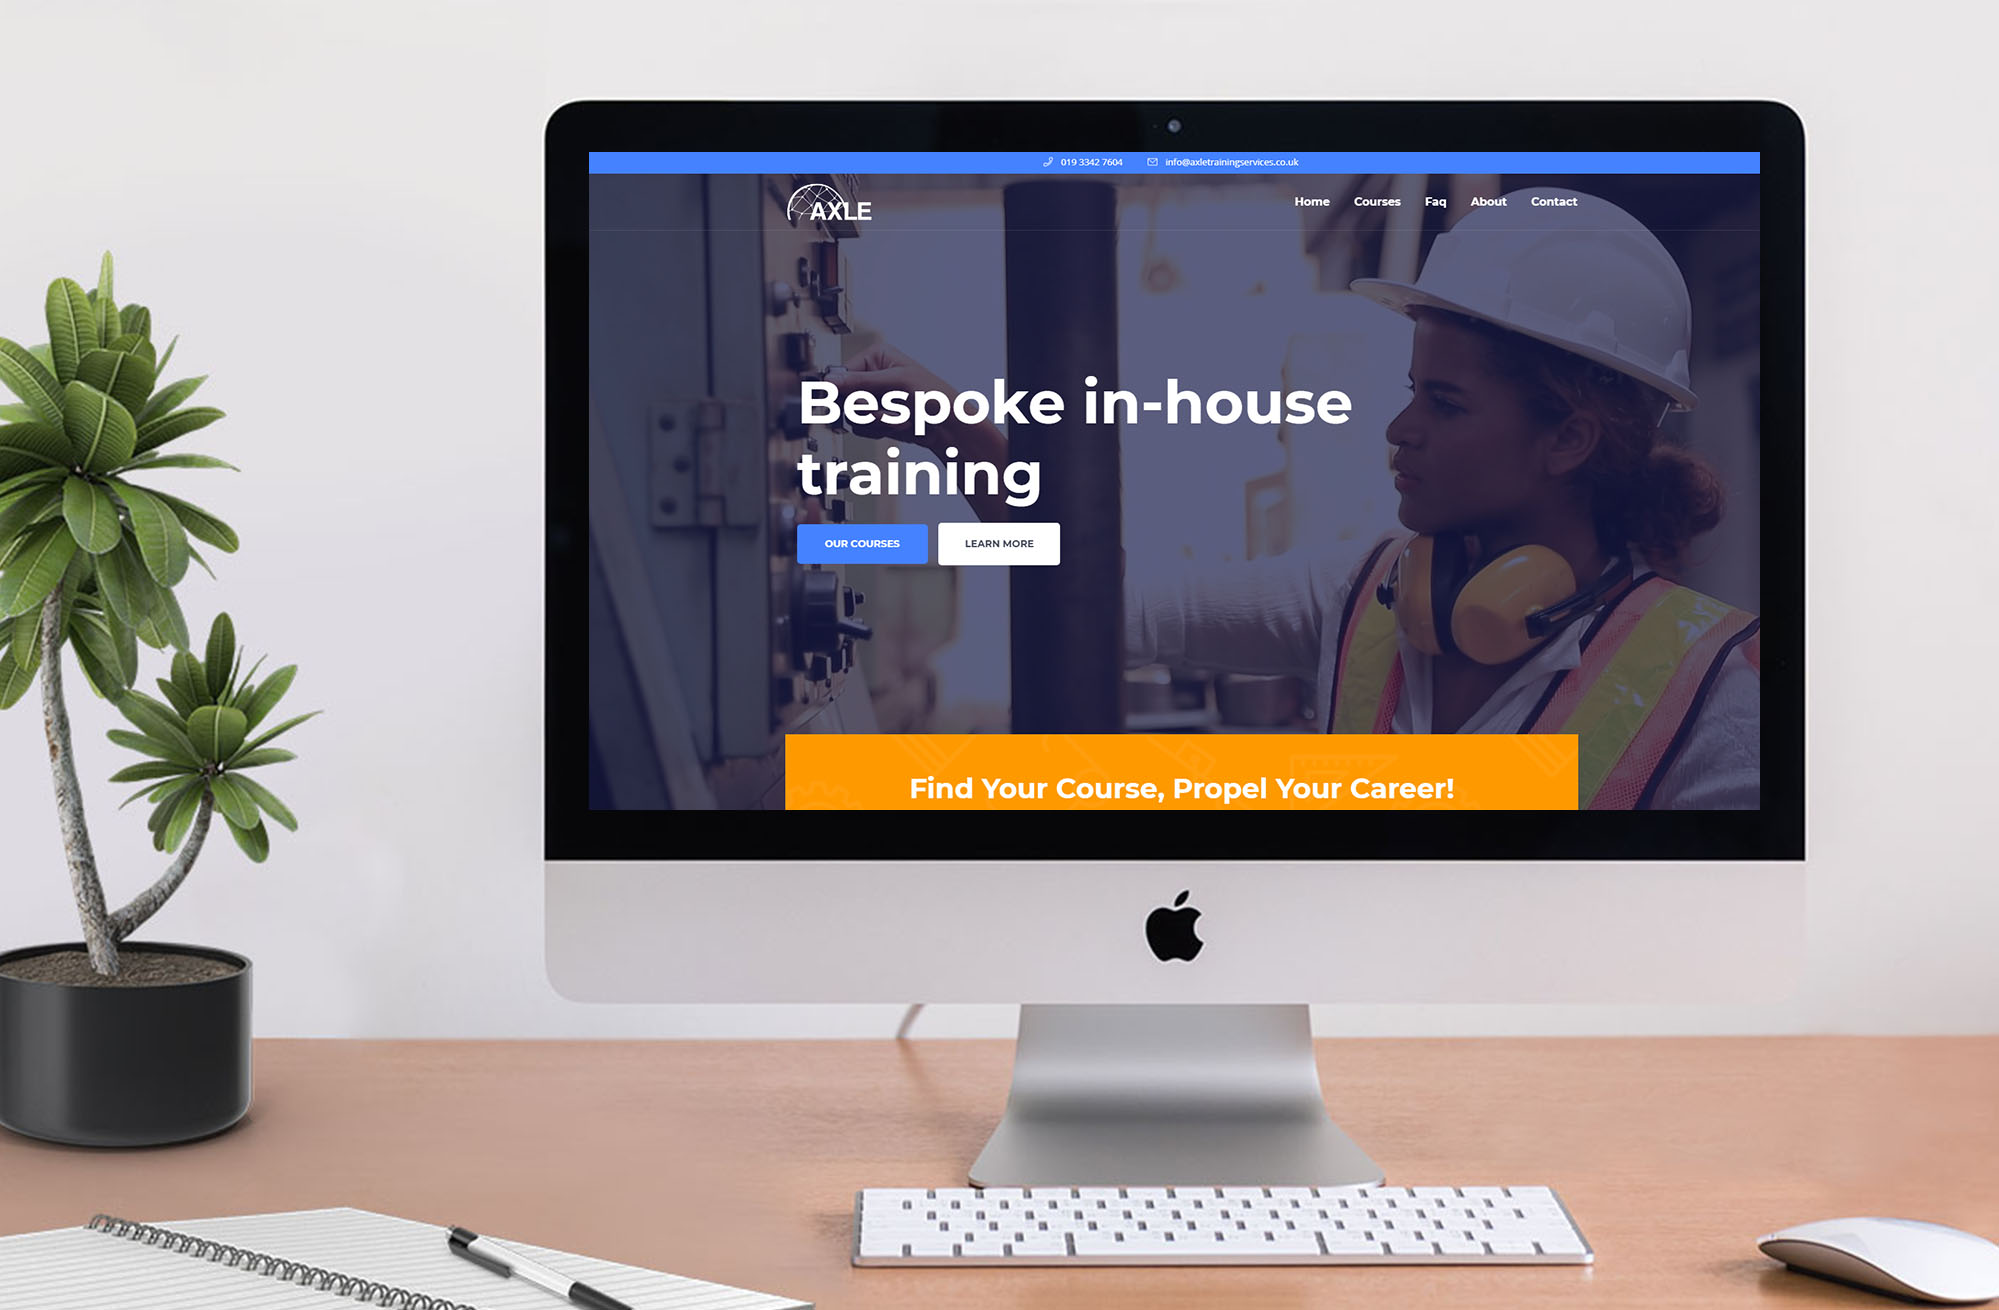 019 3342 7604 info@axletrainingservices.co.uk
AXLE Home Courses Faq About Contact
Bespoke in-house
training
OUR COURSES LEARN MORE
Find Your Course, Propel Your Career!